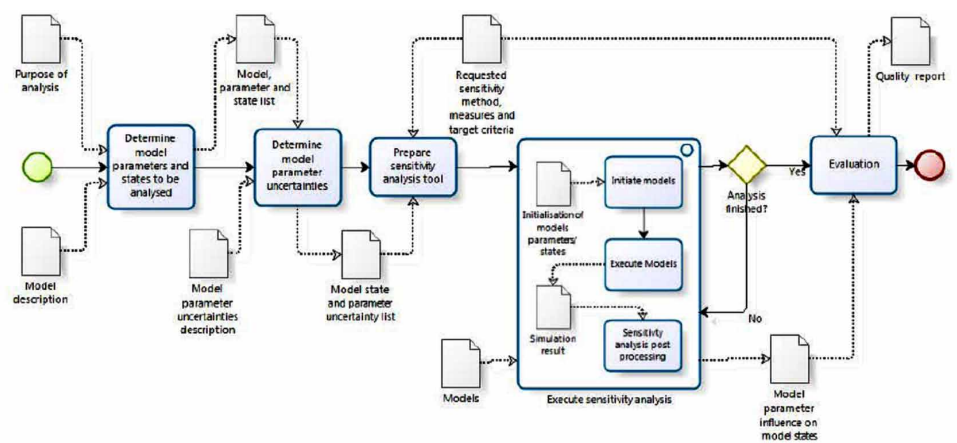 Purpose of
analysis
Model,
parameter and
state list
Requested
sensitivity
method,
measures and
target criteria
Quality report
Determine
model
parameters and
states to be
analysed
Determine
model
parameter
uncertainties
Prepare
sensitivity
analysis tool
Initiate models
Initialisation of
models
parameters/
states
Execute Models
Simulation
result
Sensitivity
analysis post
processing
Execute sensitivity analysis
Analysis
finished?
Yes
No
Evaluation
Model
description
Model
parameter
uncertainties
description
Model state
and parameter
uncertainty list
Models
Model
parameter
influence on
model states